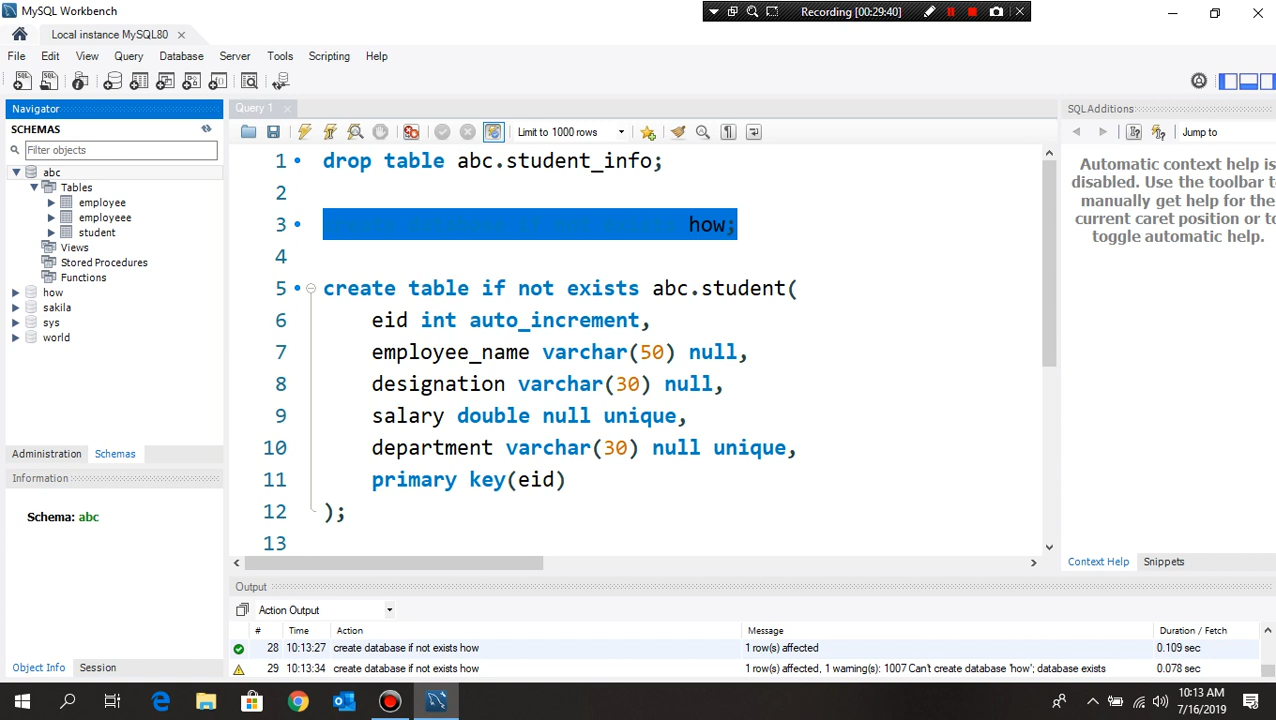 MySQL Workbench
Recording [00:29:40]
Local instance MySQL80
File Edit View Query Database Server Tools Scripting Help
Navigator
SCHEMAS
Filter objects
abc
Tables
employee
employeee
student
Views
Stored Procedures
Functions
how
sakila
sys
world
Administration Schemas
Information
Schema: abc
Object Info Session
Query 1
Limit to 1000 rows
1 drop table abc.student_info;
2
3 create database if not exists how;
4
5 create table if not exists abc.student(
6 eid int auto_increment,
7 employee_name varchar(50) null,
8 designation varchar(30) null,
9 salary double null unique,
10 department varchar(30) null unique,
11 primary key(eid)
12 );
13
SQLAdditions
Jump to
Automatic context help is
disabled. Use the toolbar t
manually get help for the
current caret position or to
toggle automatic help.
Context Help Snippets
Output
Action Output
# Time Action Message Duration / Fetch
28 10:13:27 create database if not exists how 1 row(s) affected 0.109 sec
29 10:13:34 create database if not exists how 1 row(s) affected, 1 warning(s): 1007 Can't create database 'how'; database exists 0.078 sec
10:13 AM
7/16/2019